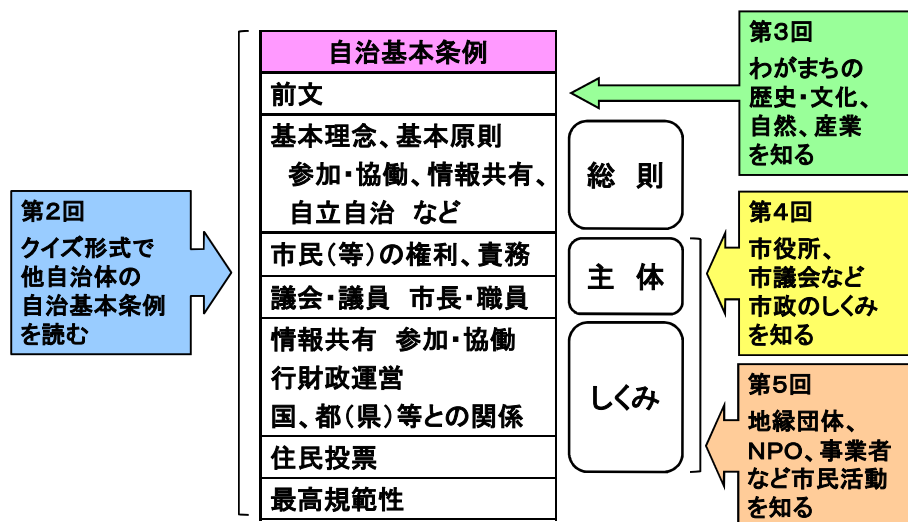 第2回
クイズ形式で
他自治体の
自治基本条例
を読む
自治基本条例
前文
基本理念、基本原則
参加・協働、情報共有、
自立自治 など
市民(等)の権利、責務
議会・議員 市長・職員
情報共有 参加・協働
行財政運営
国、都(県)等との関係
住民投票
最高規範性
総 則
主 体
しくみ
第3回
わがまちの
歴史・文化、
自然、産業
を知る
第4回
市役所、
市議会など
市政のしくみ
を知る
第5回
地縁団体、
NPO、事業者
など市民活動
を知る